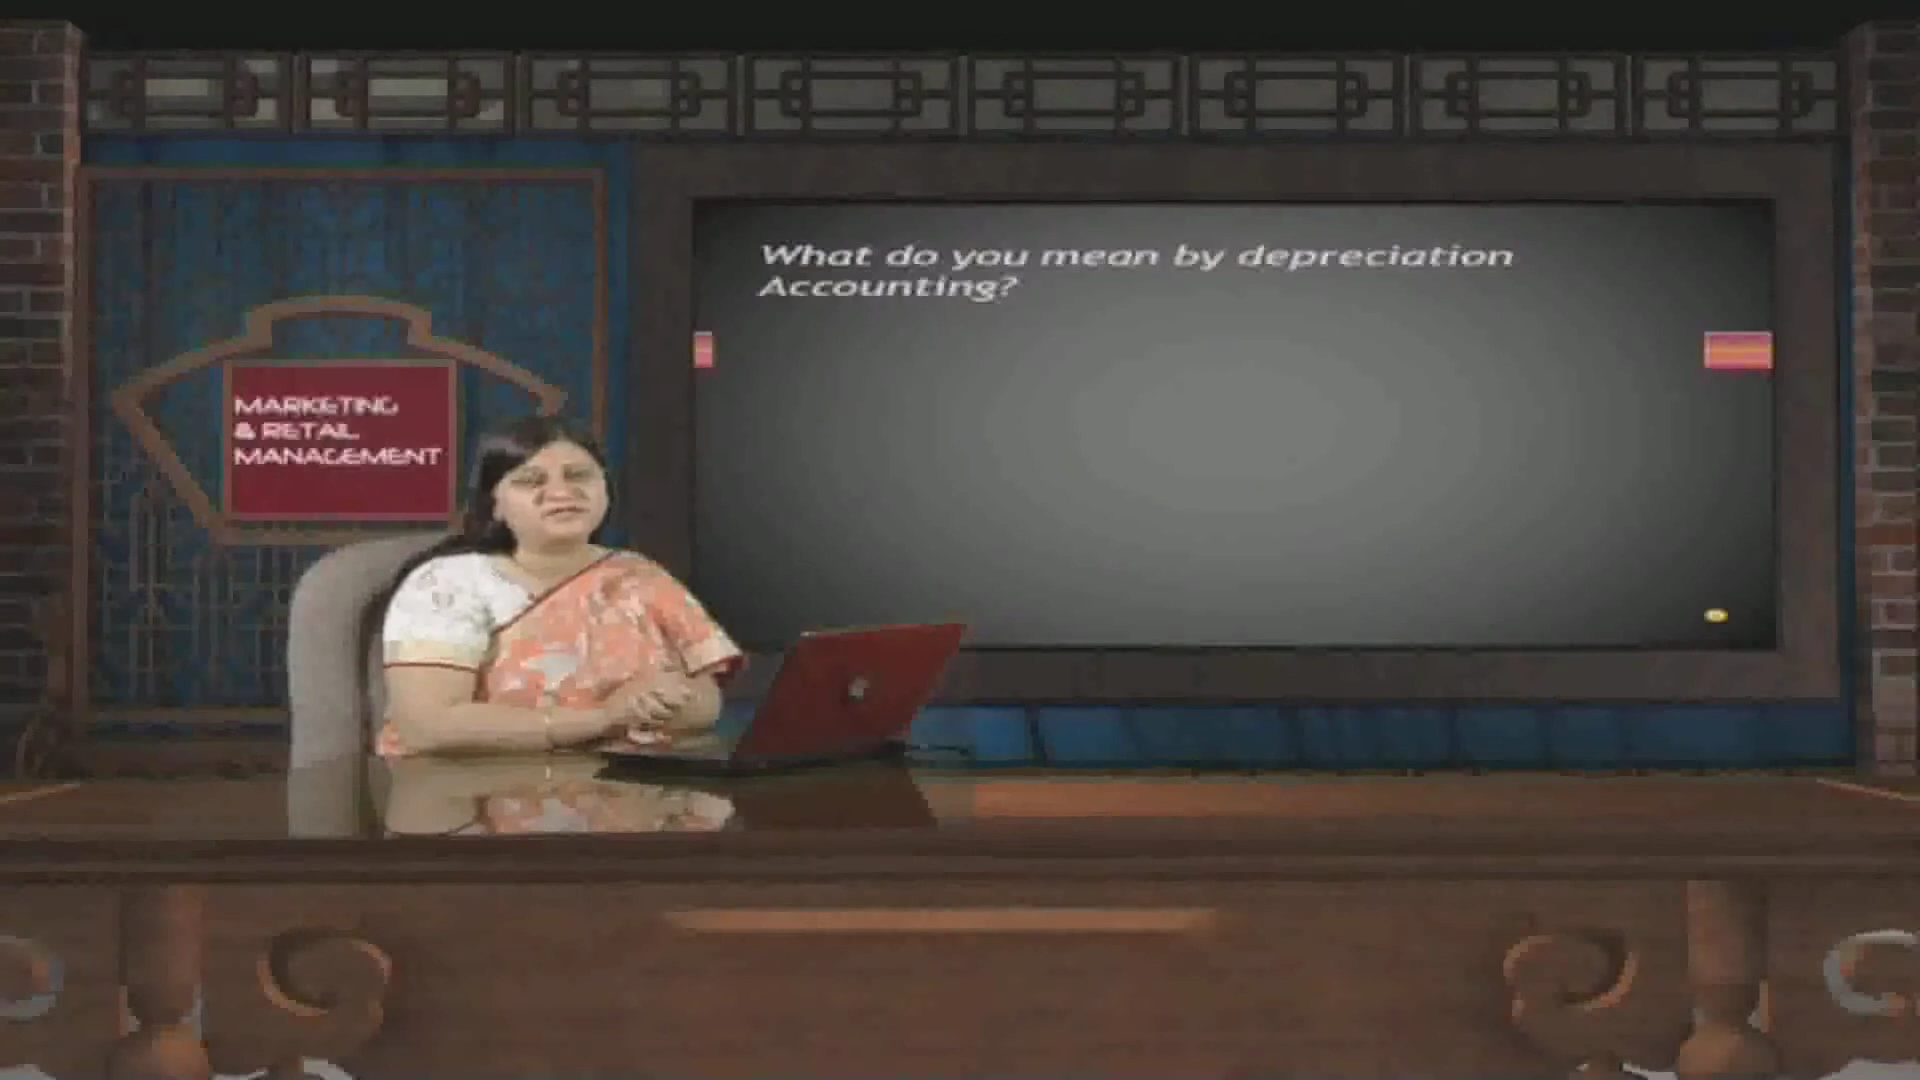 What do you mean by depreciation
Accounting?
MARKETING
& RETAIL
MANAGEMENT